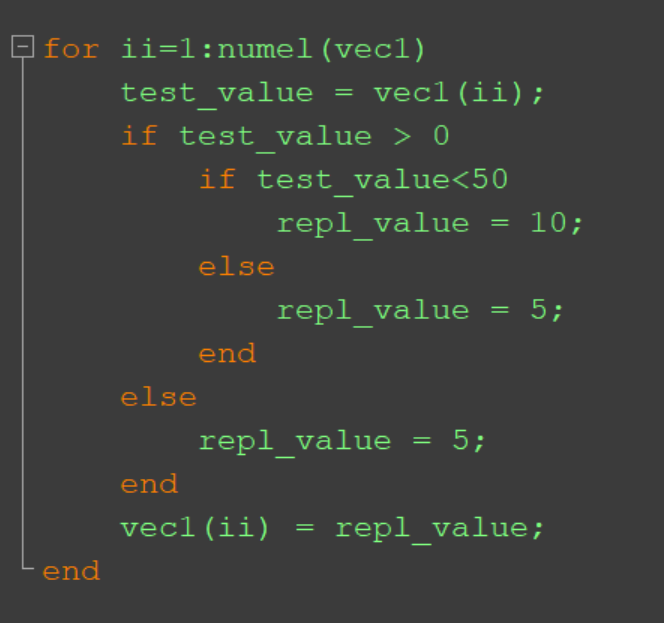 for ii=1:numel(vec1)
    test_value = vec1(ii);
    if test_value > 0
        if test_value<50
            repl_value = 10;
        else
            repl_value = 5;
        end
    else
        repl_value = 5;
    end
    vec1(ii) = repl_value;
end